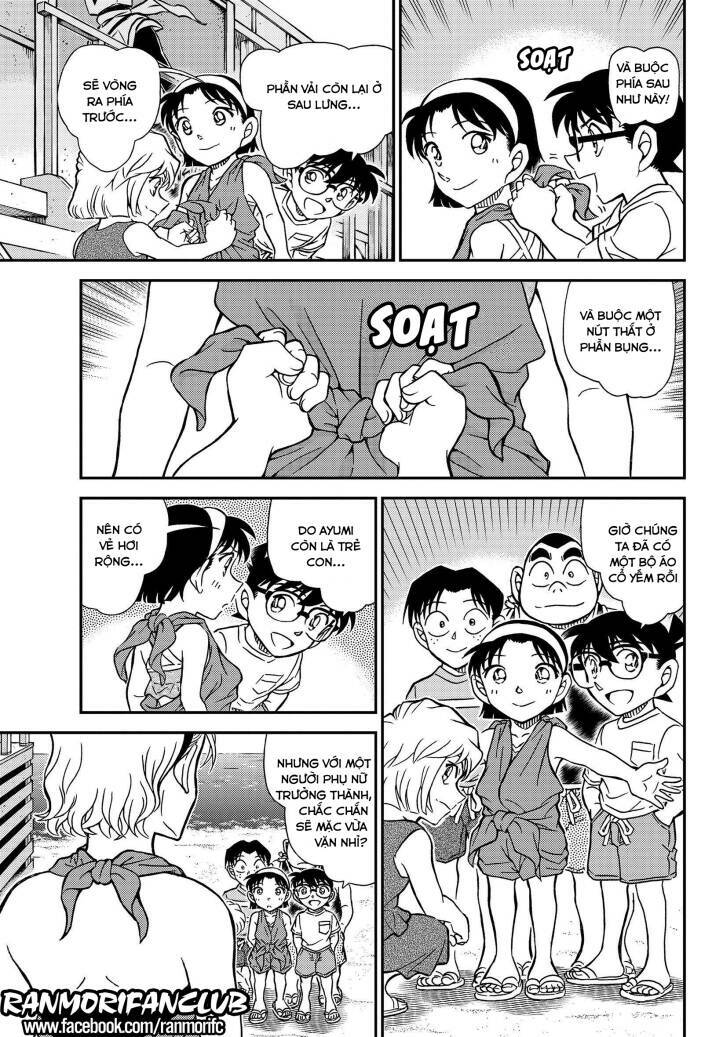 SOẠT
VÀ BUỘC
PHÍA SAU
NHƯ NÀY!
PHẦN VẢI CÒN LẠI Ở
SAU LƯNG...
SẼ VÒNG
RA PHÍA
TRƯỚC...
VÀ BUỘC MỘT
NÚT THẮT Ở
PHẦN BỤNG...
SOẠT
GIỜ CHÚNG
TA ĐÃ CÓ
MỘT BỘ ÁO
CỔ YẾM RỒI
DO AYUMI
CÒN LÀ TRẺ
CON...
NÊN CÓ
VẺ HƠI
RỘNG...
NHƯNG VỚI MỘT
NGƯỜI PHỤ NỮ
TRƯỞNG THÀNH,
CHẮC CHẮN
SẼ MẶC VỪA
VẶN NHỈ?
RANMORIFANCLUB
www.facebook.com/ranmorifc